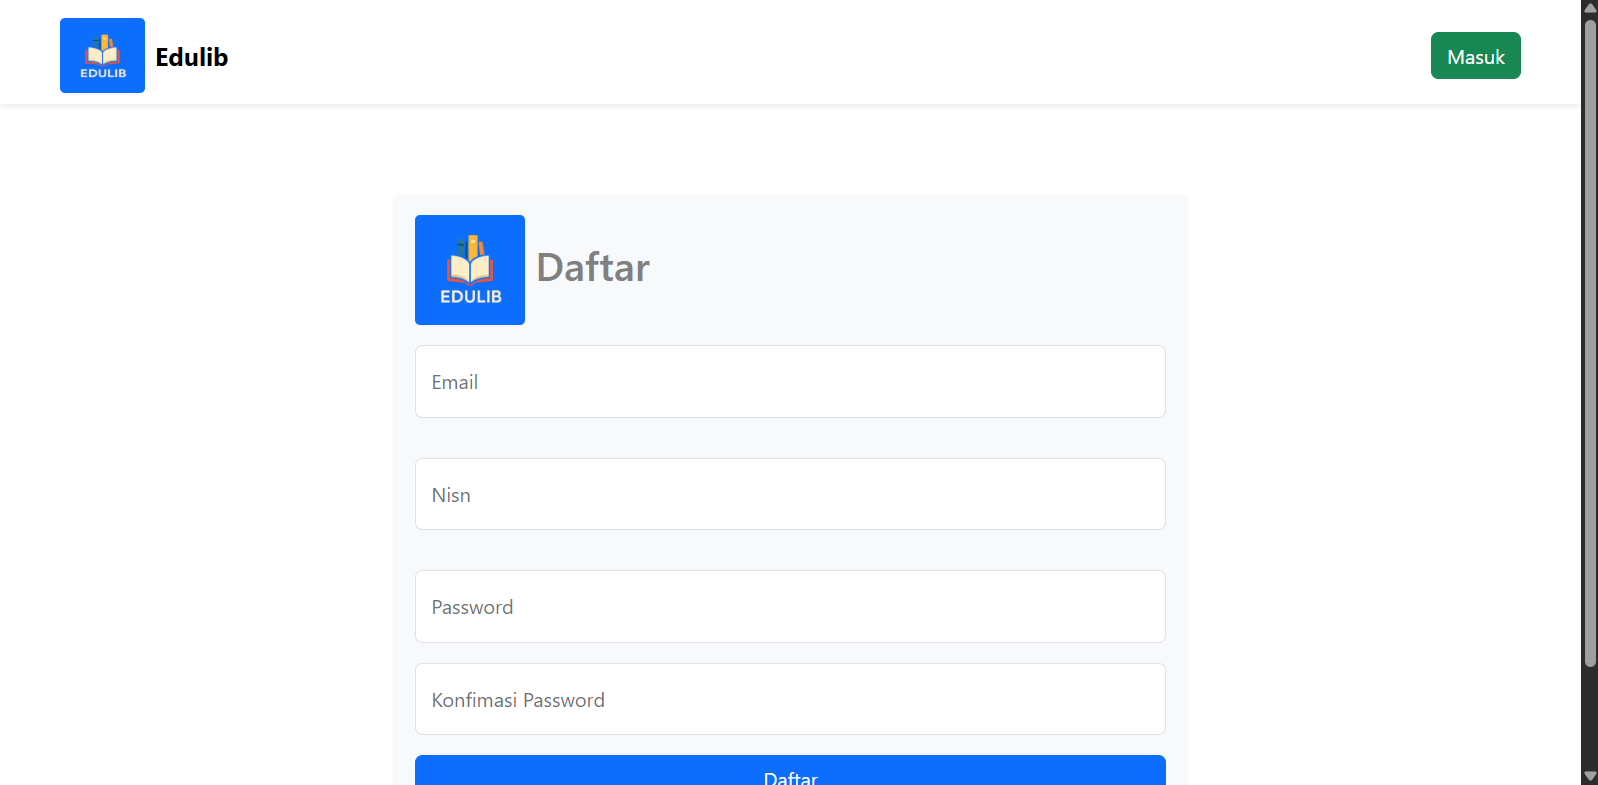 EDULIB
Edulib
Masuk
EDULIB
Daftar
Email
Nisn
Password
Konfimasi Password
Daftar